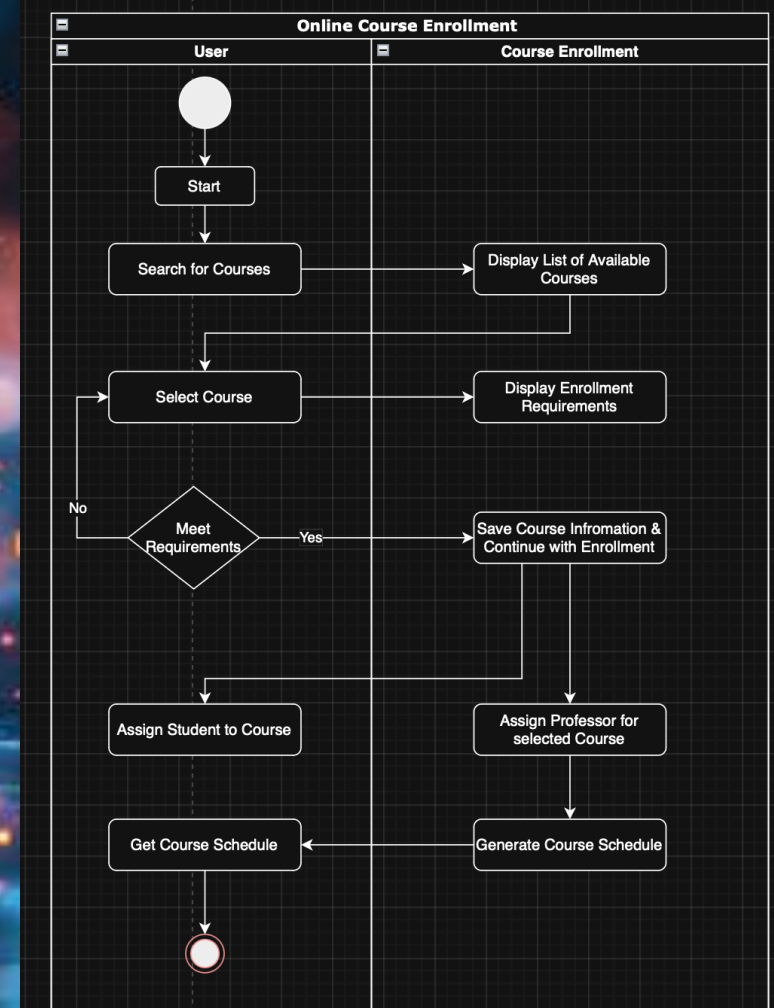 Online Course Enrollment
User
Course Enrollment
Start
Search for Courses
Display List of Available
Courses
Select Course
Display Enrollment
Requirements
No
Meet
Requirements
Yes
Save Course Infromation &
Continue with Enrollment
Assign Student to Course
Assign Professor for
selected Course
Get Course Schedule
Generate Course Schedule